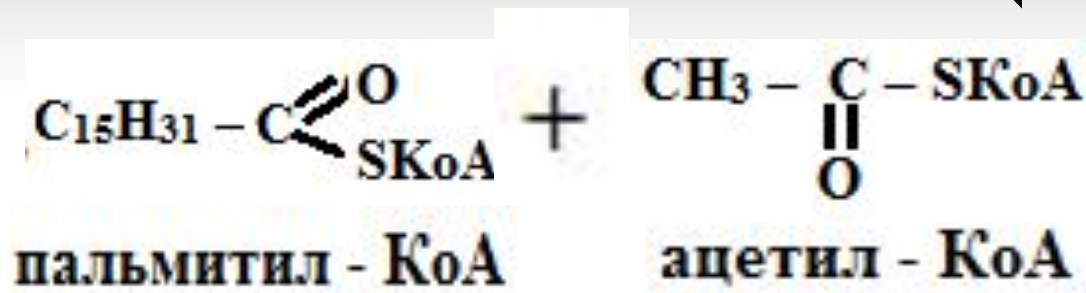 C₁₅H₃₁ – C O SKoA + CH₃ – C – SKoA
O
пальмитил - КоА ацетил - КоА